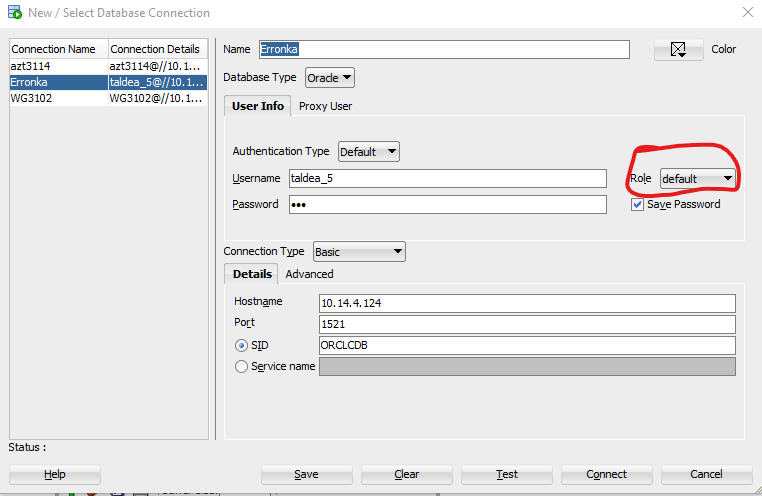 New / Select Database Connection
Connection Name Connection Details
azt3114 azt3114@//10.1...
Erronka taldea_5@//10.1...
WG3102 WG3102@//10.1...
Name Erronka Color
Database Type Oracle
User Info Proxy User
Authentication Type Default
Username taldea_5 Role default
Password ••• Save Password
Connection Type Basic
Details Advanced
Hostname 10.14.4.124
Port 1521
SID ORCLCDB
Service name
Status :
Help Save Clear Test Connect Cancel